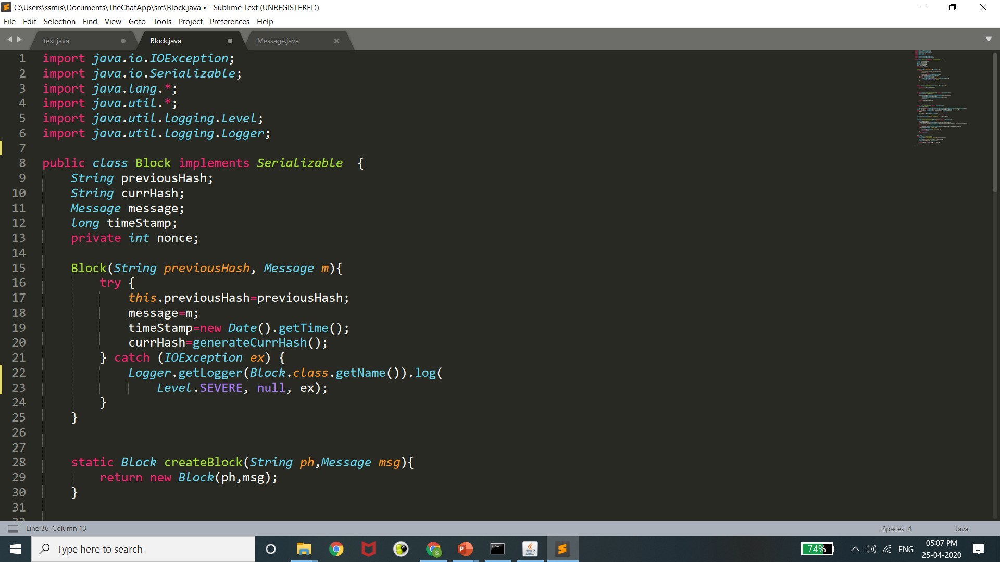 C:\Users\ssmis\Documents\TheChatApp\src\Block.java • - Sublime Text (UNREGISTERED)
File Edit Selection Find View Goto Tools Project Preferences Help
test.java Block.java Message.java
1 import java.io.IOException;
2 import java.io.Serializable;
3 import java.lang.*;
4 import java.util.*;
5 import java.util.logging.Level;
6 import java.util.logging.Logger;
7
8 public class Block implements Serializable  {
9     String previousHash;
10     String currHash;
11     Message message;
12     long timeStamp;
13     private int nonce;
14
15     Block(String previousHash, Message m){
16         try {
17             this.previousHash=previousHash;
18             message=m;
19             timeStamp=new Date().getTime();
20             currHash=generateCurrHash();
21         } catch (IOException ex) {
22             Logger.getLogger(Block.class.getName()).log(
23                 Level.SEVERE, null, ex);
24         }
25     }
26
27
28     static Block createBlock(String ph,Message msg){
29         return new Block(ph,msg);
30     }
31
32
Line 36, Column 13 Spaces: 4 Java
Type here to search
74% ENG 05:07 PM
25-04-2020